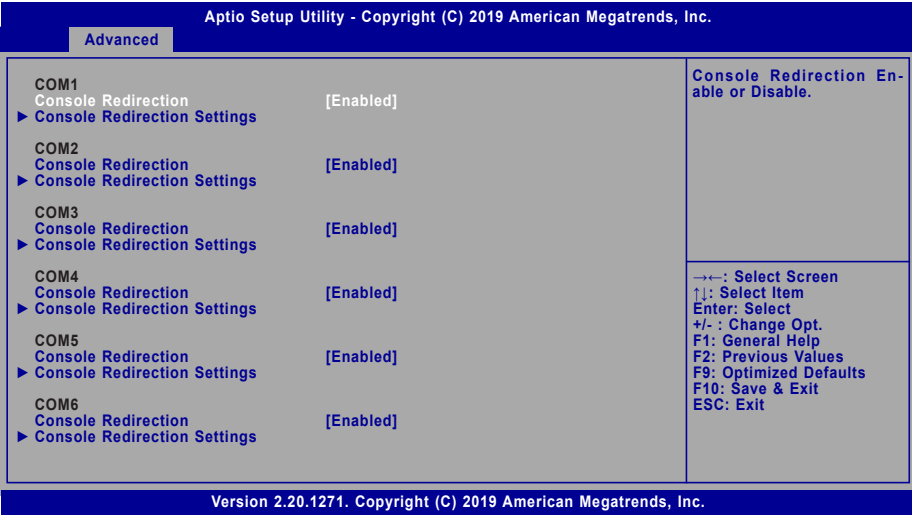 Aptio Setup Utility - Copyright (C) 2019 American Megatrends, Inc.
Advanced
COM1
Console Redirection [Enabled]
► Console Redirection Settings
COM2
Console Redirection [Enabled]
► Console Redirection Settings
COM3
Console Redirection [Enabled]
► Console Redirection Settings
COM4
Console Redirection [Enabled]
► Console Redirection Settings
COM5
Console Redirection [Enabled]
► Console Redirection Settings
COM6
Console Redirection [Enabled]
► Console Redirection Settings
Console Redirection En-
able or Disable.
→←: Select Screen
↑↓: Select Item
Enter: Select
+/- : Change Opt.
F1: General Help
F2: Previous Values
F9: Optimized Defaults
F10: Save & Exit
ESC: Exit
Version 2.20.1271. Copyright (C) 2019 American Megatrends, Inc.